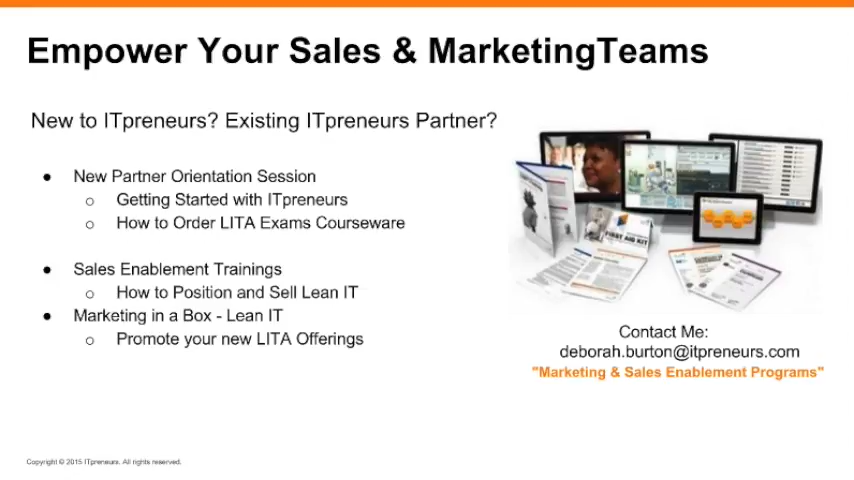 Empower Your Sales & MarketingTeams
New to ITpreneurs? Existing ITpreneurs Partner?
● New Partner Orientation Session
o Getting Started with ITpreneurs
o How to Order LITA Exams Courseware
● Sales Enablement Trainings
o How to Position and Sell Lean IT
● Marketing in a Box - Lean IT
o Promote your new LITA Offerings
FIRST AID KIT
Contact Me:
deborah.burton@itpreneurs.com
"Marketing & Sales Enablement Programs"
Copyright © 2015 ITpreneurs. All rights reserved.